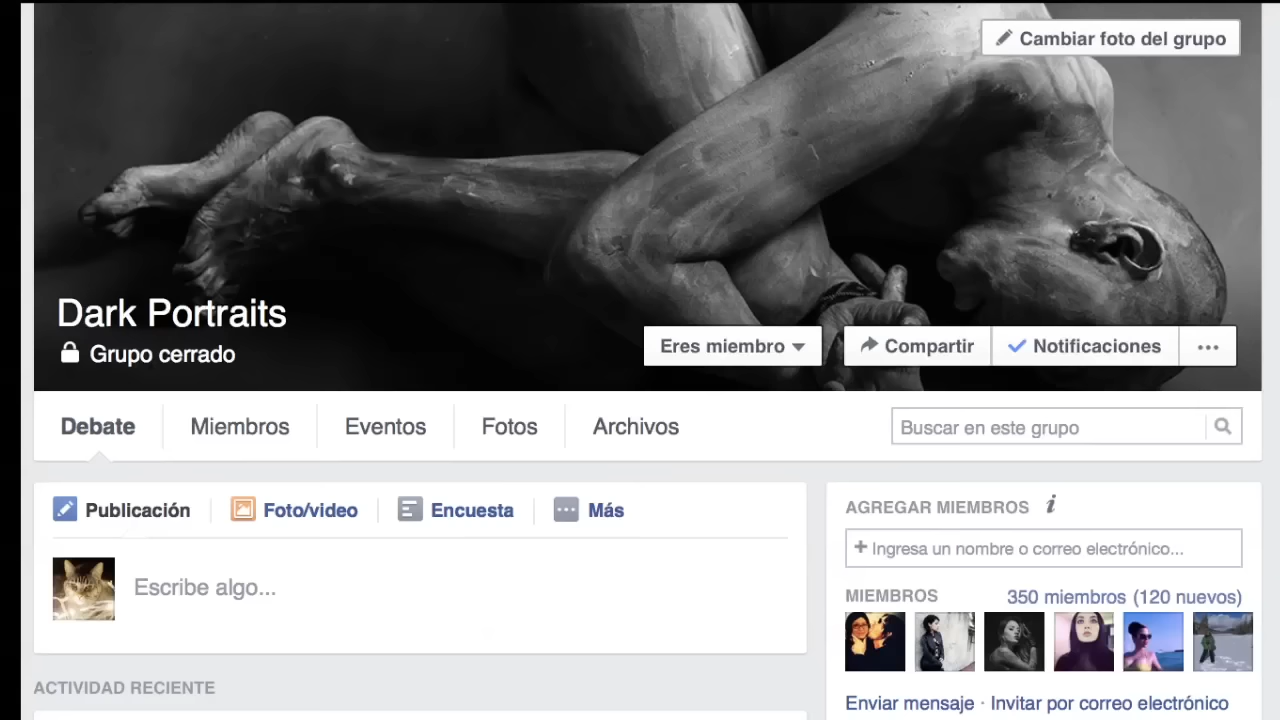 Cambiar foto del grupo
Dark Portraits
Grupo cerrado
Eres miembro
Compartir
Notificaciones
Debate
Miembros
Eventos
Fotos
Archivos
Buscar en este grupo
Publicación
Foto/video
Encuesta
Más
Escribe algo...
ACTIVIDAD RECIENTE
AGREGAR MIEMBROS i
+ Ingresa un nombre o correo electrónico...
MIEMBROS
350 miembros (120 nuevos)
Enviar mensaje · Invitar por correo electrónico